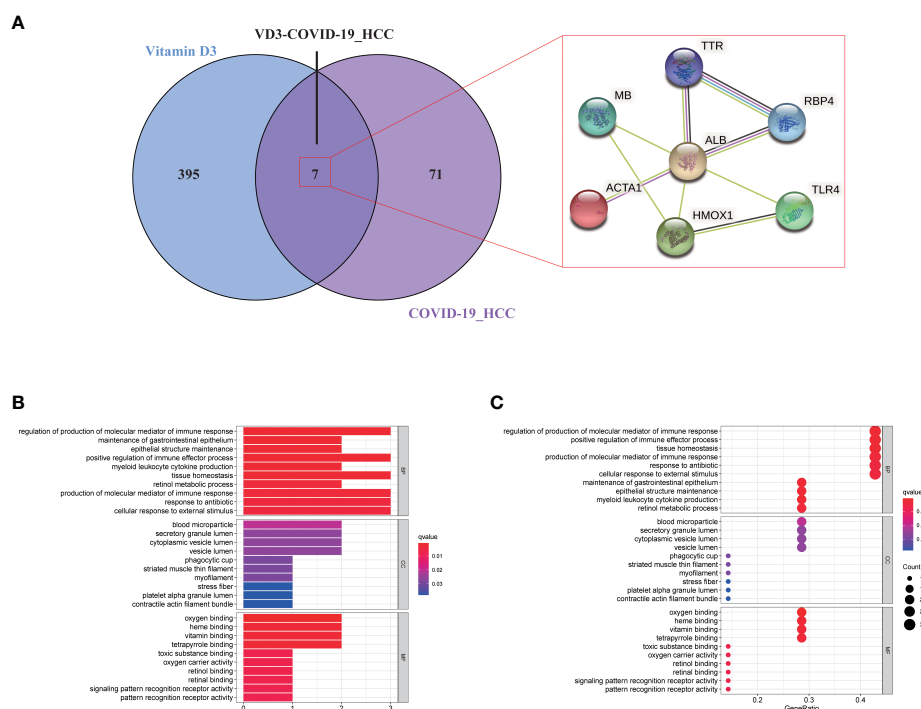 A
VD3-COVID-19_HCC
Vitamin D3
TTR
MB
RBP4
ALB
395
7
71
ACTA1
TLR4
HMOX1
COVID-19_HCC
B
regulation of production of molecular mediator of immune response
maintenance of gastrointestinal epithelium
epithelial structure maintenance
positive regulation of immune effector process
myeloid leukocyte cytokine production
tissue homeostasis
retinol metabolic process
production of molecular mediator of immune response
response to antibiotic
cellular response to external stimulus
BP
blood microparticle
secretory granule lumen
cytoplasmic vesicle lumen
vesicle lumen
phagocytic cup
striated muscle thin filament
myofilament
stress fiber
platelet alpha granule lumen
contractile actin filament bundle
CC
oxygen binding
heme binding
vitamin binding
tetrapyrrole binding
toxic substance binding
oxygen carrier activity
retinol binding
retinal binding
signaling pattern recognition receptor activity
pattern recognition receptor activity
MF
0 1 2 3
qvalue
0.01
0.02
0.03
C
regulation of production of molecular mediator of immune response
positive regulation of immune effector process
tissue homeostasis
production of molecular mediator of immune response
response to antibiotic
cellular response to external stimulus
maintenance of gastrointestinal epithelium
epithelial structure maintenance
myeloid leukocyte cytokine production
retinol metabolic process
BP
blood microparticle
secretory granule lumen
cytoplasmic vesicle lumen
vesicle lumen
phagocytic cup
striated muscle thin filament
myofilament
stress fiber
platelet alpha granule lumen
contractile actin filament bundle
CC
oxygen binding
heme binding
vitamin binding
tetrapyrrole binding
toxic substance binding
oxygen carrier activity
retinol binding
retinal binding
signaling pattern recognition receptor activity
pattern recognition receptor activity
MF
0.2 0.3 0.4
GeneRatio
qvalue
Count